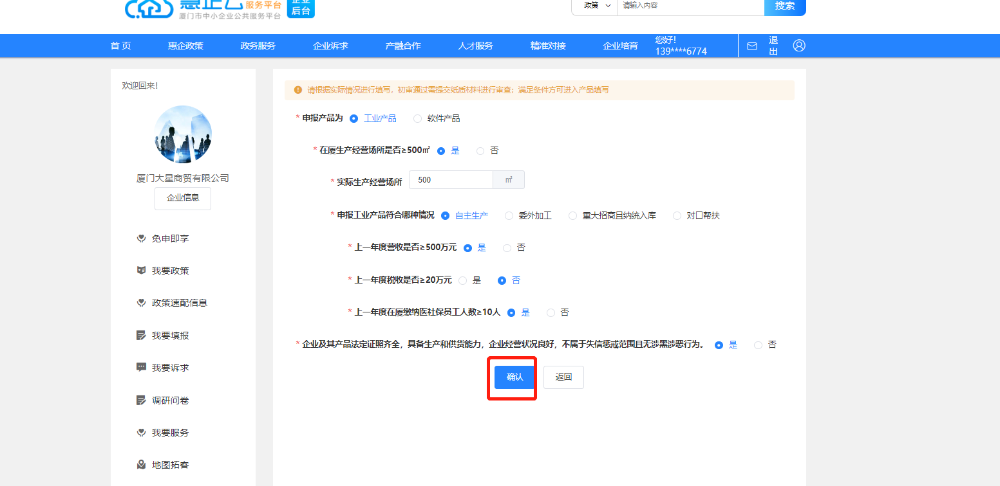 惠企云 服务平台
厦门市中小企业公共服务平台
企业
后台
政策 请输入内容 搜索
首 页 惠企政策 政务服务 企业诉求 产融合作 人才服务 精准对接 企业培育 您好！ 139****6774 退出
欢迎回来!
厦门大星商贸有限公司
企业信息
免申即享
我要政策
政策速配信息
我要填报
我要诉求
调研问卷
我要服务
地图拓客
请根据实际情况进行填写，初审通过需提交纸质材料进行审查；满足条件方可进入产品填写
* 申报产品为 工业产品 软件产品
* 在厦生产经营场所是否≥500㎡ 是 否
* 实际生产经营场所 500 ㎡
* 申报工业产品符合哪种情况 自主生产 委外加工 重大招商且纳统入库 对口帮扶
* 上一年度营收是否≥500万元 是 否
* 上一年度税收是否≥20万元 是 否
* 上一年度在厦缴纳医社保员工人数≥10人 是 否
* 企业及其产品法定证照齐全，具备生产和供货能力，企业经营状况良好，不属于失信惩戒范围且无涉黑涉恶行为。 是 否
确认 返回